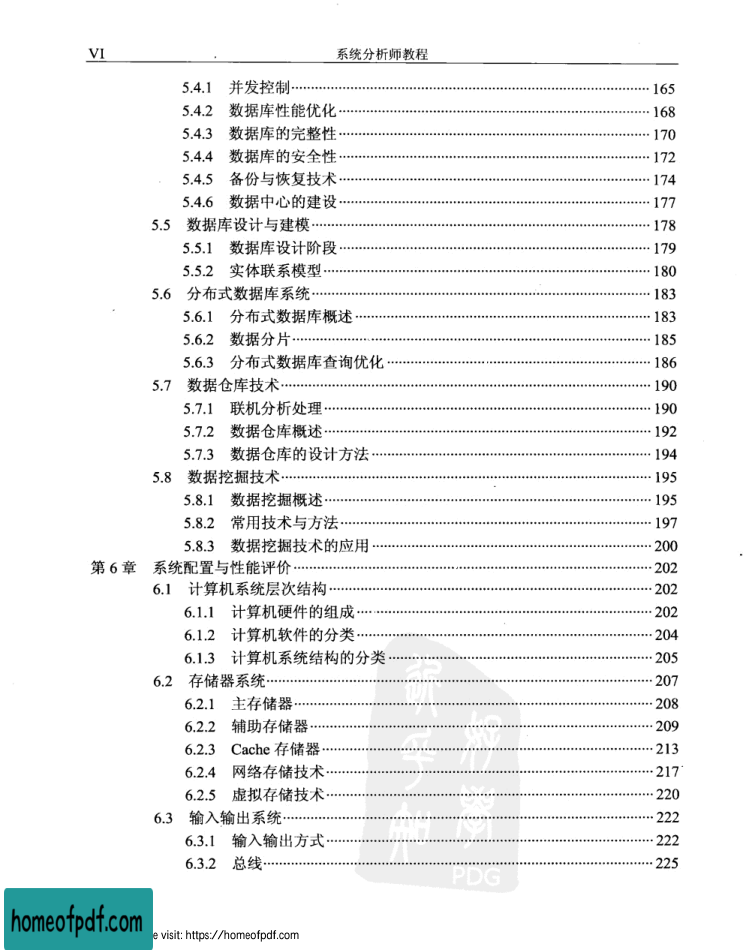 VI 系统分析师教程
5.4.1 并发控制 165
5.4.2 数据库性能优化 168
5.4.3 数据库的完整性 170
5.4.4 数据库的安全性 172
5.4.5 备份与恢复技术 174
5.4.6 数据中心的建设 177
5.5 数据库设计与建模 178
5.5.1 数据库设计阶段 179
5.5.2 实体联系模型 180
5.6 分布式数据库系统 183
5.6.1 分布式数据库概述 183
5.6.2 数据分片 185
5.6.3 分布式数据库查询优化 186
5.7 数据仓库技术 190
5.7.1 联机分析处理 190
5.7.2 数据仓库概述 192
5.7.3 数据仓库的设计方法 194
5.8 数据挖掘技术 195
5.8.1 数据挖掘概述 195
5.8.2 常用技术与方法 197
5.8.3 数据挖掘技术的应用 200
第 6 章 系统配置与性能评价 202
6.1 计算机系统层次结构 202
6.1.1 计算机硬件的组成 202
6.1.2 计算机软件的分类 204
6.1.3 计算机系统结构的分类 205
6.2 存储器系统 207
6.2.1 主存储器 208
6.2.2 辅助存储器 209
6.2.3 Cache 存储器 213
6.2.4 网络存储技术 217
6.2.5 虚拟存储技术 220
6.3 输入输出系统 222
6.3.1 输入输出方式 222
6.3.2 总线 225
PDG
homeofpdf.com
e visit: https://homeofpdf.com